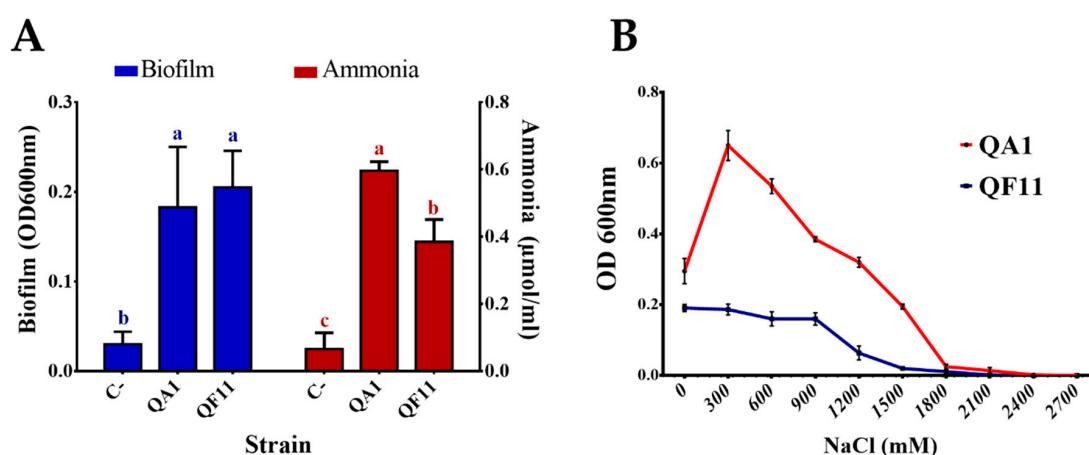 A
Biofilm
Ammonia
Biofilm (OD600nm)
0.3
0.2
0.1
0.0
b
a
a
c
a
b
0.8
0.6
0.4
0.2
0.0
Ammonia (µmol/ml)
C-
QA1
QF11
C-
QA1
QF11
Strain
B
OD 600nm
0.8
0.6
0.4
0.2
0.0
QA1
QF11
0
300
600
900
1200
1500
1800
2100
2400
2700
NaCl (mM)